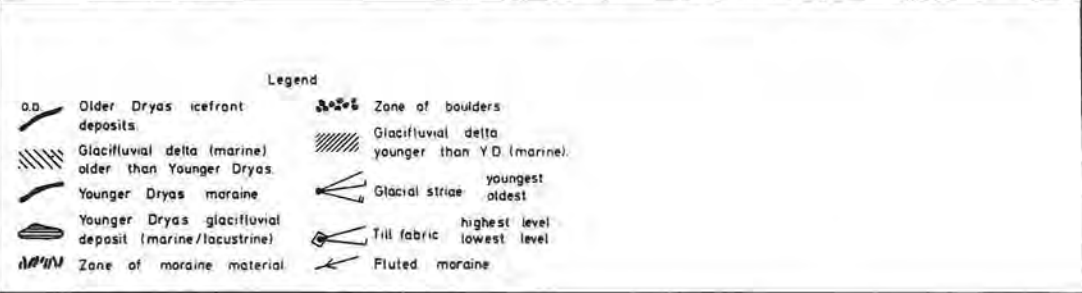 Legend
O.D.
Older Dryas icefront
deposits.
Glacifluvial delta (marine)
older than Younger Dryas.
Younger Dryas moraine
Younger Dryas glacifluvial
deposit (marine/lacustrine)
Zone of moraine material
Zone of boulders
Glacifluvial delta
younger than Y.D. (marine).
Glacial striae
youngest
oldest
Till fabric
highest level
lowest level
Fluted moraine